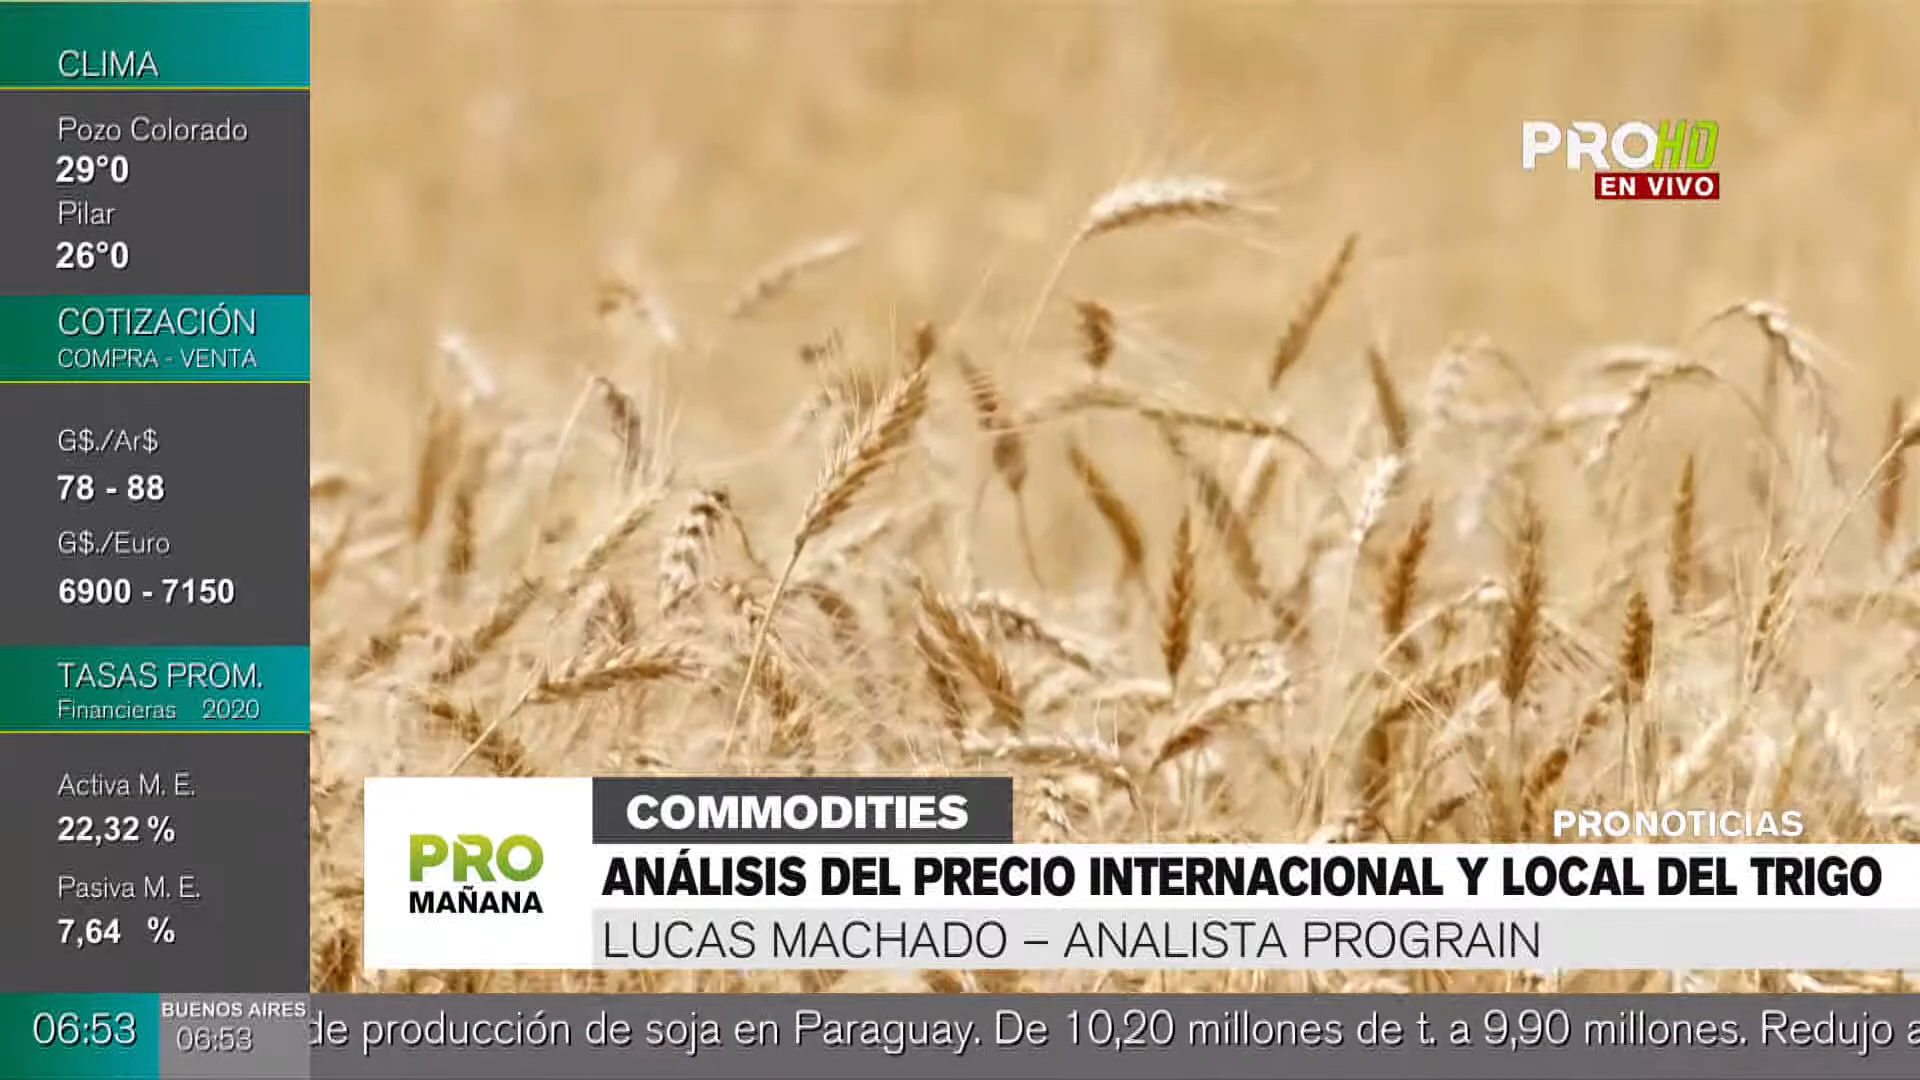 CLIMA
Pozo Colorado
29°0
Pilar
26°0
COTIZACIÓN
COMPRA - VENTA
G$./Ar$
78 - 88
G$./Euro
6900 - 7150
TASAS PROM.
Financieras 2020
Activa M. E.
22,32 %
Pasiva M. E.
7,64 %
PROHD
EN VIVO
COMMODITIES
PRONOTICIAS
PRO
MAÑANA
ANÁLISIS DEL PRECIO INTERNACIONAL Y LOCAL DEL TRIGO
LUCAS MACHADO – ANALISTA PROGRAIN
06:53
BUENOS AIRES
06:53
de producción de soja en Paraguay. De 10,20 millones de t. a 9,90 millones. Redujo a